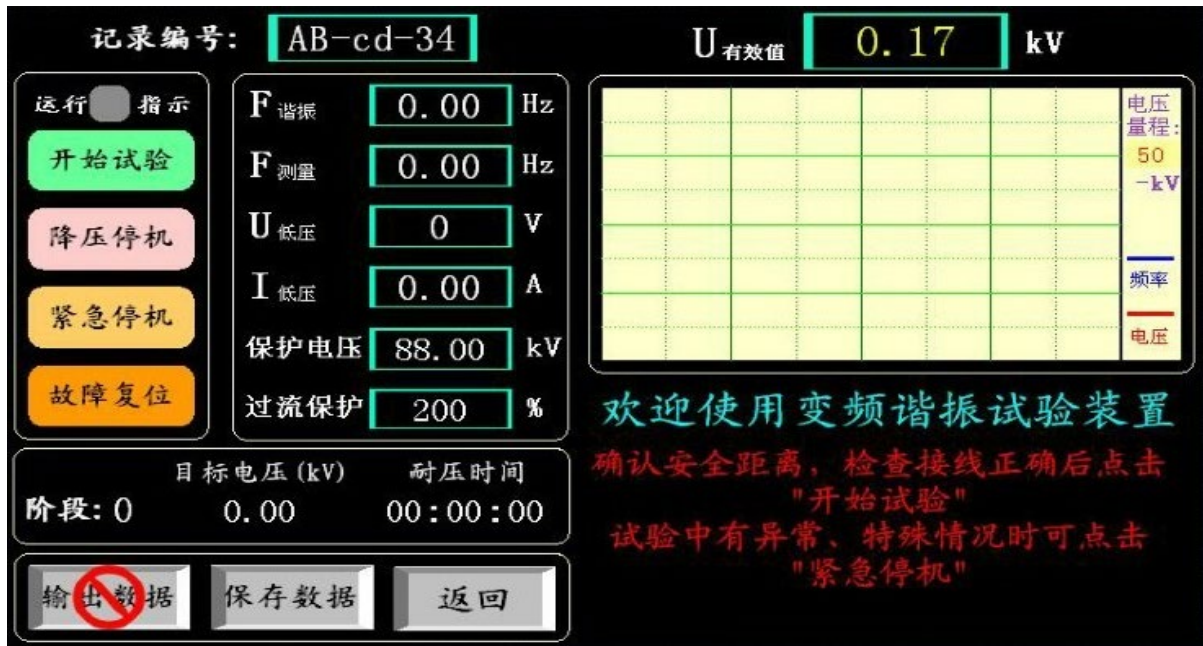 记录编号: AB-cd-34
U有效值 0.17 kV
运行 指示
开始试验
降压停机
紧急停机
故障复位
F谐振 0.00 Hz
F测量 0.00 Hz
U低压 0 V
I低压 0.00 A
保护电压 88.00 kV
过流保护 200 %
电压
量程:
50
-kV
频率
电压
目标电压(kV) 耐压时间
阶段: 0 0.00 00:00:00
输出数据 保存数据 返回
欢迎使用变频谐振试验装置
确认安全距离，检查接线正确后点击
"开始试验"
试验中有异常、特殊情况时可点击
"紧急停机"